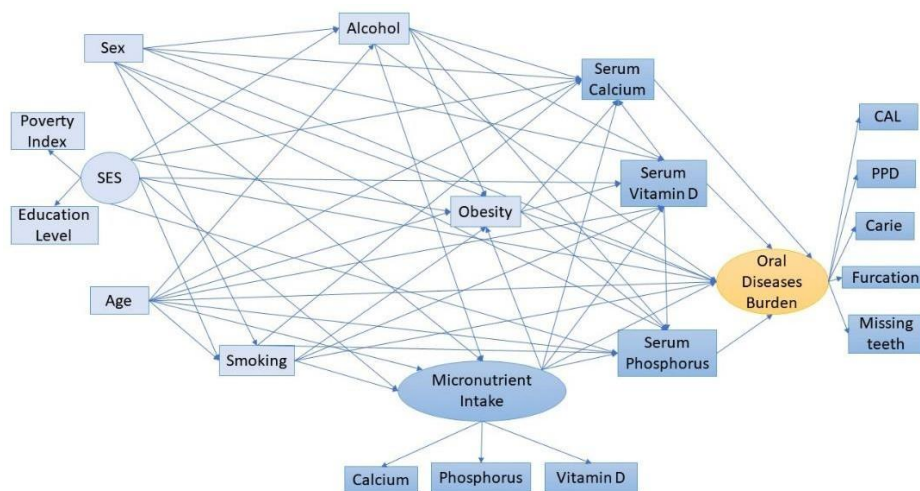 Alcohol
Sex
Serum
Calcium
Poverty
Index
CAL
SES
Serum
Vitamin D
PPD
Education
Level
Obesity
Carie
Oral
Diseases
Burden
Furcation
Age
Missing
teeth
Smoking
Serum
Phosphorus
Micronutrient
Intake
Calcium
Phosphorus
Vitamin D